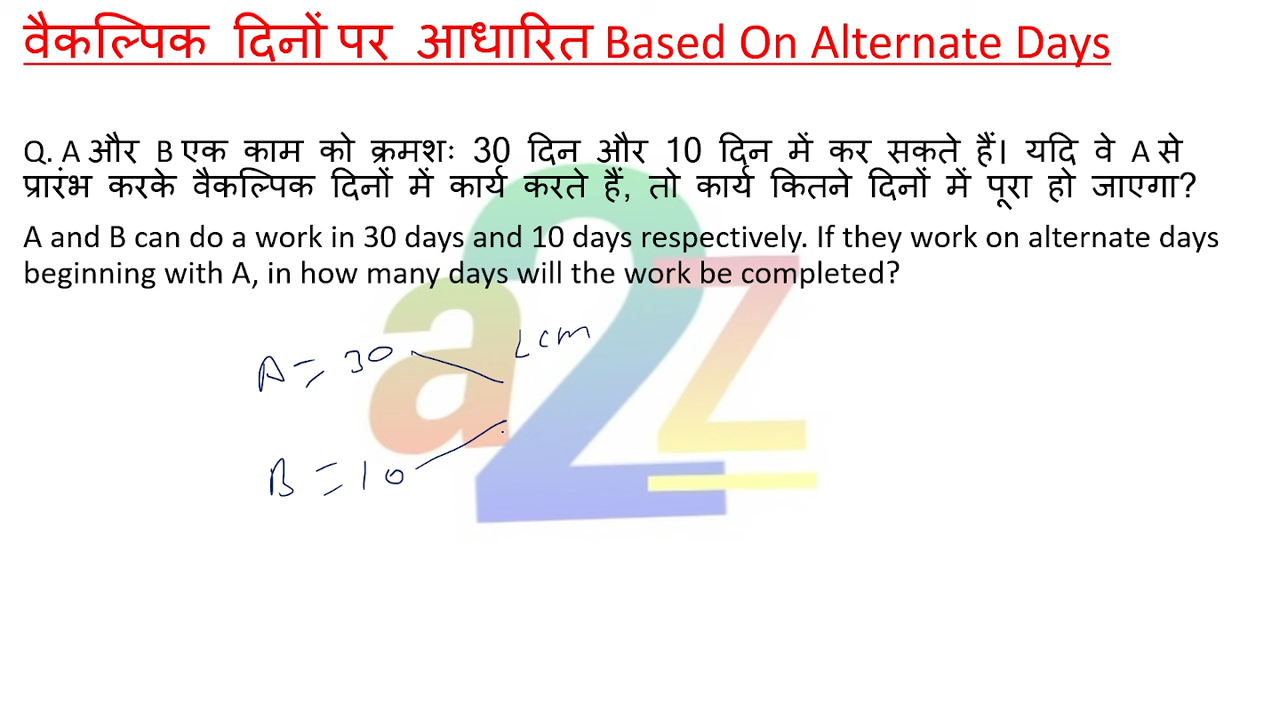 वैकल्पिक दिनों पर आधारित Based On Alternate Days
Q. A और B एक काम को क्रमशः 30 दिन और 10 दिन में कर सकते हैं। यदि वे A से
प्रारंभ करके वैकल्पिक दिनों में कार्य करते हैं, तो कार्य कितने दिनों में पूरा हो जाएगा?
A and B can do a work in 30 days and 10 days respectively. If they work on alternate days
beginning with A, in how many days will the work be completed?
a2z
A = 30 Lcm
B = 10